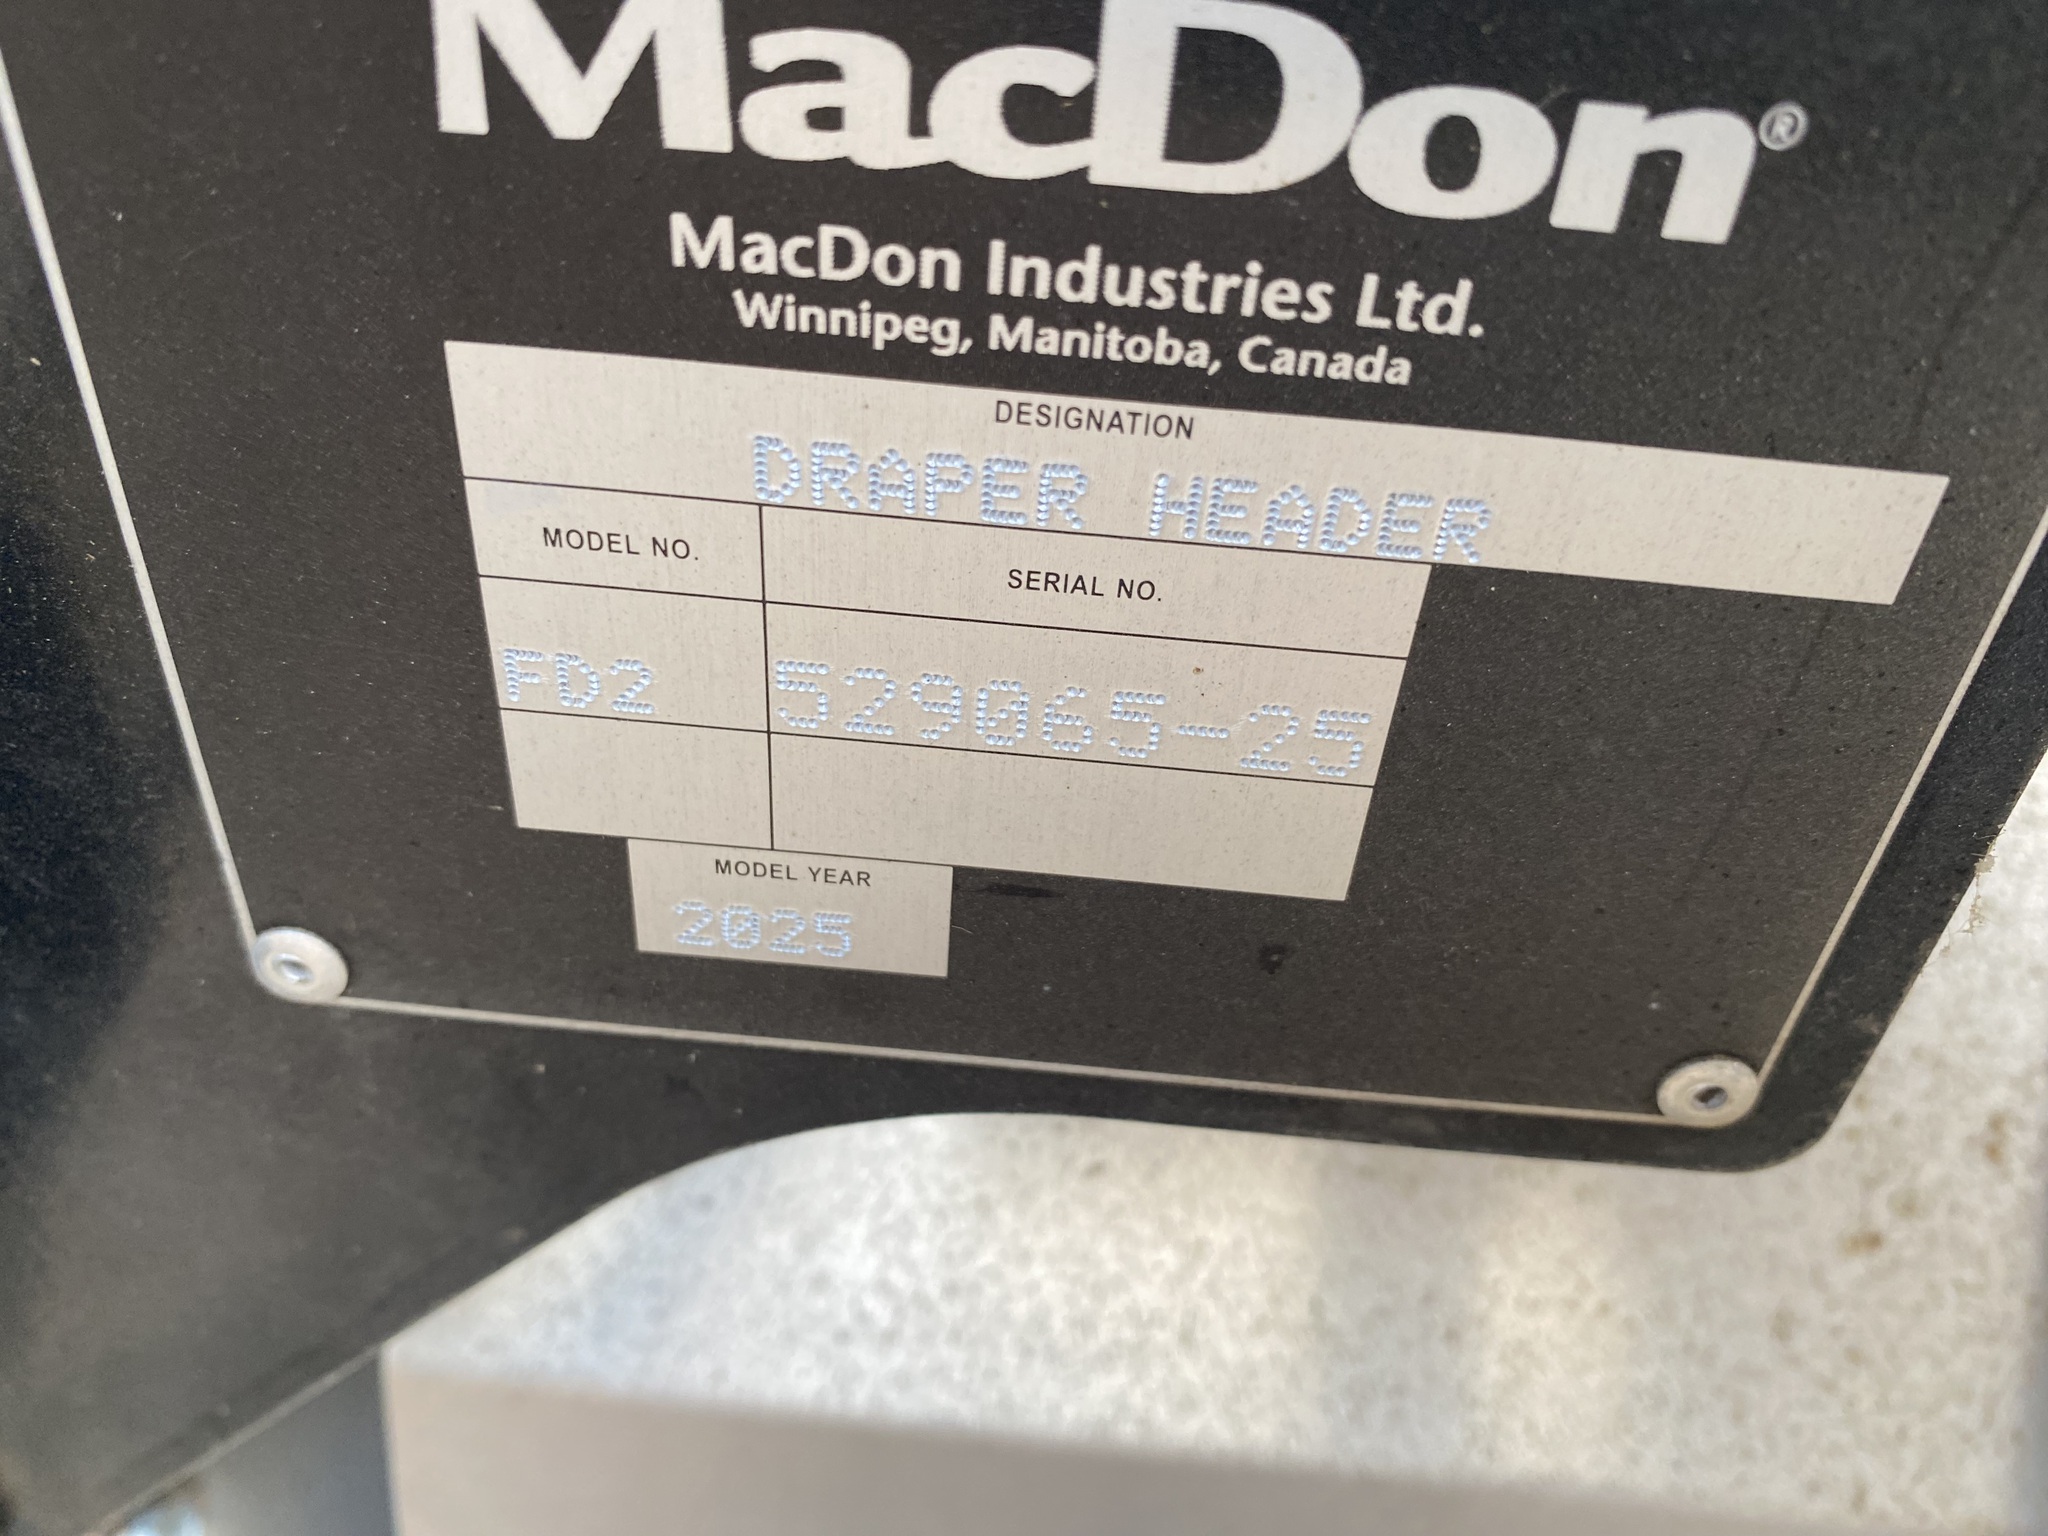 MacDon®
MacDon Industries Ltd.
Winnipeg, Manitoba, Canada
DESIGNATION
DRAPER HEADER
MODEL NO.
SERIAL NO.
FD2
529065-25
MODEL YEAR
2025